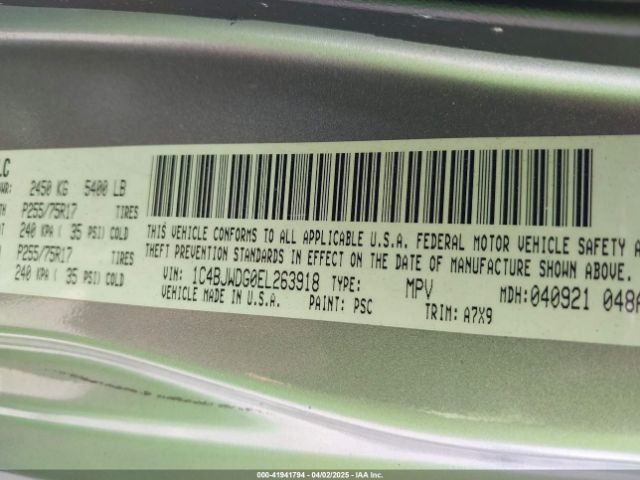 LC
WR: 2450 KG 5400 LB
TH P255/75R17 TIRES
AT 240 KPA ( 35 PSI) COLD
P255/75R17 TIRES
240 KPA ( 35 PSI) COLD
THIS VEHICLE CONFORMS TO ALL APPLICABLE U.S.A. FEDERAL MOTOR VEHICLE SAFETY A
THEFT PREVENTION STANDARDS IN EFFECT ON THE DATE OF MANUFACTURE SHOWN ABOVE.
VIN: 1C4BJWDG0EL263918 TYPE: MPV MDH: 040921 048A
VEHICLE MADE IN U.S.A. PAINT: PSC TRIM: A7X9
000-41941794 04/02/2025 IAA Inc.